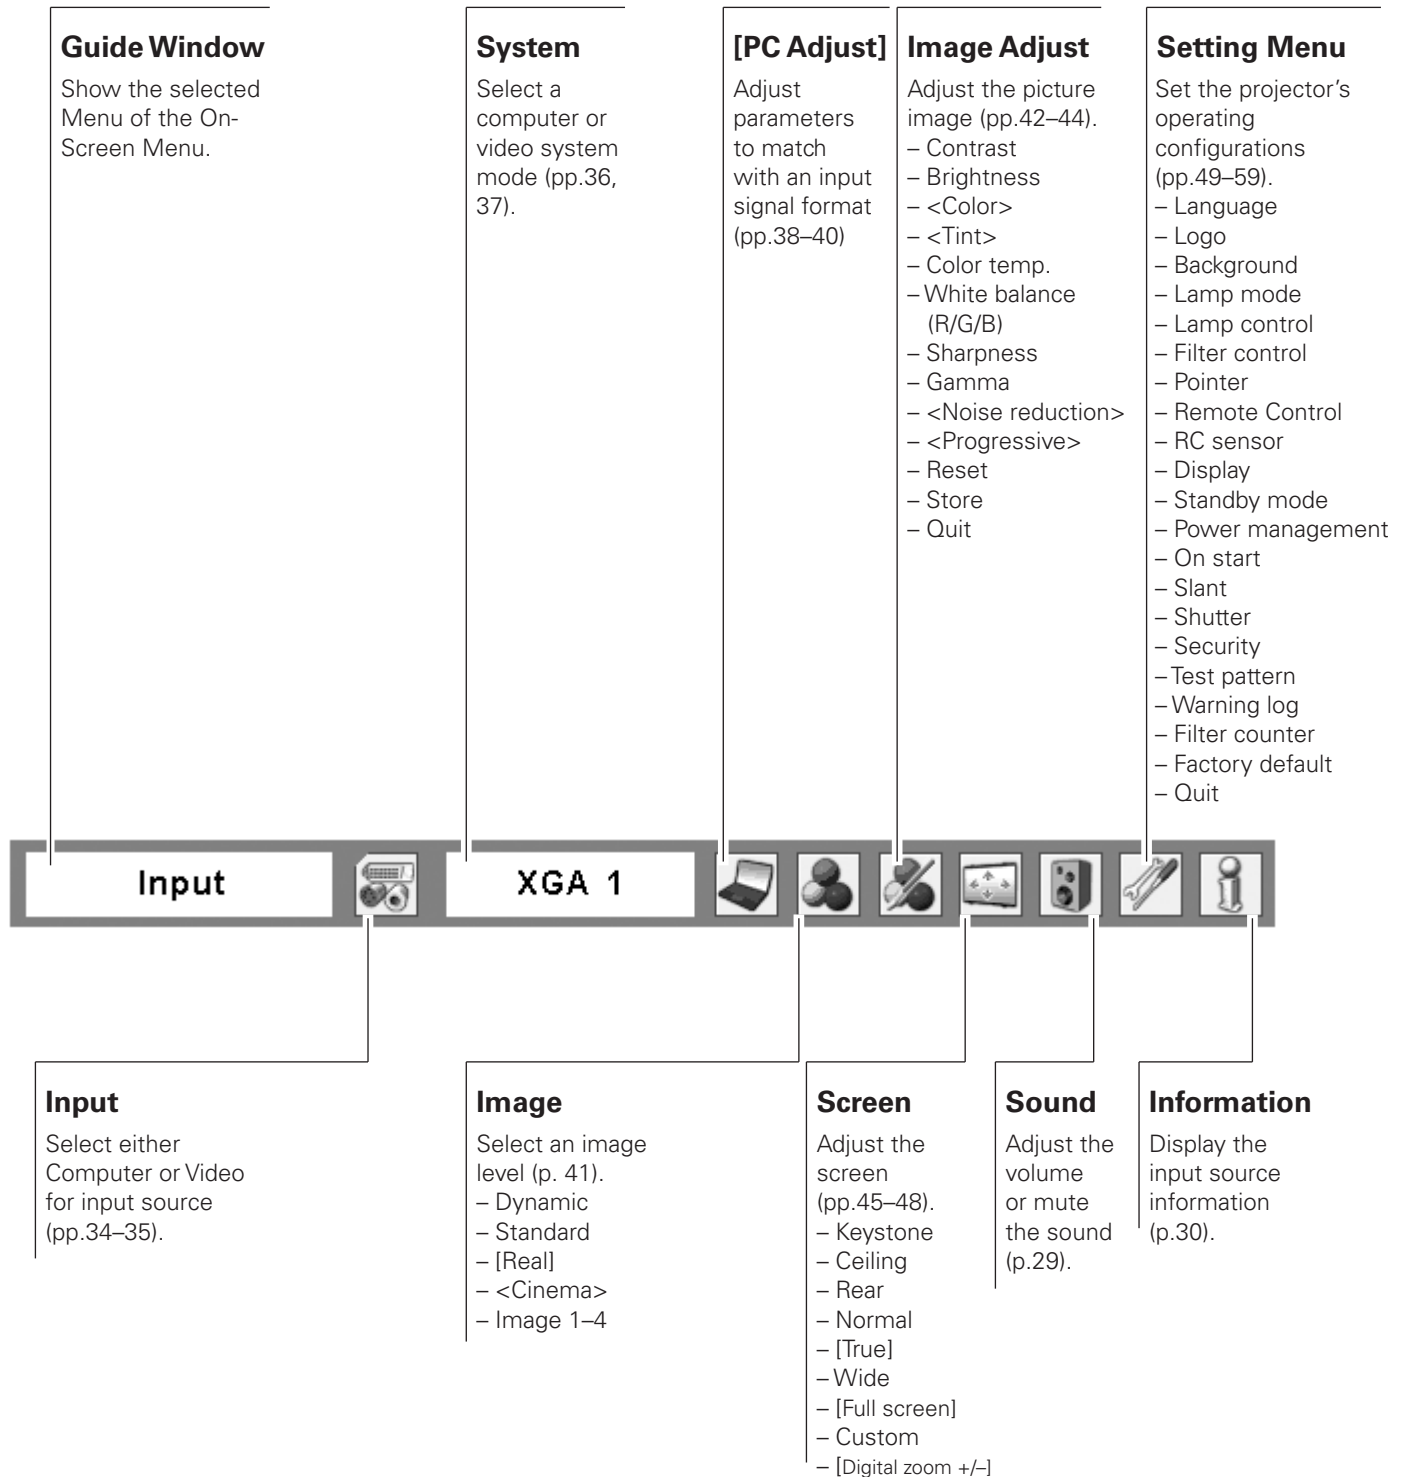 Guide Window
Show the selected
Menu of the On-
Screen Menu.
System
Select a
computer or
video system
mode (pp.36,
37).
[PC Adjust]
Adjust
parameters
to match
with an input
signal format
(pp.38–40)
Image Adjust
Adjust the picture
image (pp.42–44).
– Contrast
– Brightness
– <Color>
– <Tint>
– Color temp.
– White balance
(R/G/B)
– Sharpness
– Gamma
– <Noise reduction>
– <Progressive>
– Reset
– Store
– Quit
Setting Menu
Set the projector’s
operating
configurations
(pp.49–59).
– Language
– Logo
– Background
– Lamp mode
– Lamp control
– Filter control
– Pointer
– Remote Control
– RC sensor
– Display
– Standby mode
– Power management
– On start
– Slant
– Shutter
– Security
– Test pattern
– Warning log
– Filter counter
– Factory default
– Quit
Input
XGA 1
Input
Select either
Computer or Video
for input source
(pp.34–35).
Image
Select an image
level (p. 41).
– Dynamic
– Standard
– [Real]
– <Cinema>
– Image 1–4
Screen
Adjust the
screen
(pp.45–48).
– Keystone
– Ceiling
– Rear
– Normal
– [True]
– Wide
– [Full screen]
– Custom
– [Digital zoom +/–]
Sound
Adjust the
volume
or mute
the sound
(p.29).
Information
Display the
input source
information
(p.30).